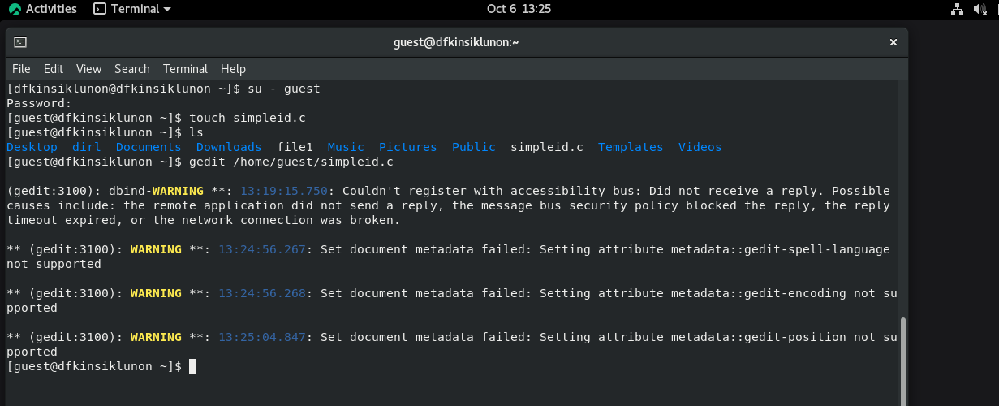 Activities Terminal Oct 6 13:25
guest@dfkinsiklunon:~ ×
File Edit View Search Terminal Help
[dfkinsiklunon@dfkinsiklunon ~]$ su - guest
Password:
[guest@dfkinsiklunon ~]$ touch simpleid.c
[guest@dfkinsiklunon ~]$ ls
Desktop dirl Documents Downloads file1 Music Pictures Public simpleid.c Templates Videos
[guest@dfkinsiklunon ~]$ gedit /home/guest/simpleid.c
(gedit:3100): dbind-WARNING **: 13:19:15.750: Couldn't register with accessibility bus: Did not receive a reply. Possible
causes include: the remote application did not send a reply, the message bus security policy blocked the reply, the reply
timeout expired, or the network connection was broken.
** (gedit:3100): WARNING **: 13:24:56.267: Set document metadata failed: Setting attribute metadata::gedit-spell-language
not supported
** (gedit:3100): WARNING **: 13:24:56.268: Set document metadata failed: Setting attribute metadata::gedit-encoding not su
pported
** (gedit:3100): WARNING **: 13:25:04.847: Set document metadata failed: Setting attribute metadata::gedit-position not su
pported
[guest@dfkinsiklunon ~]$